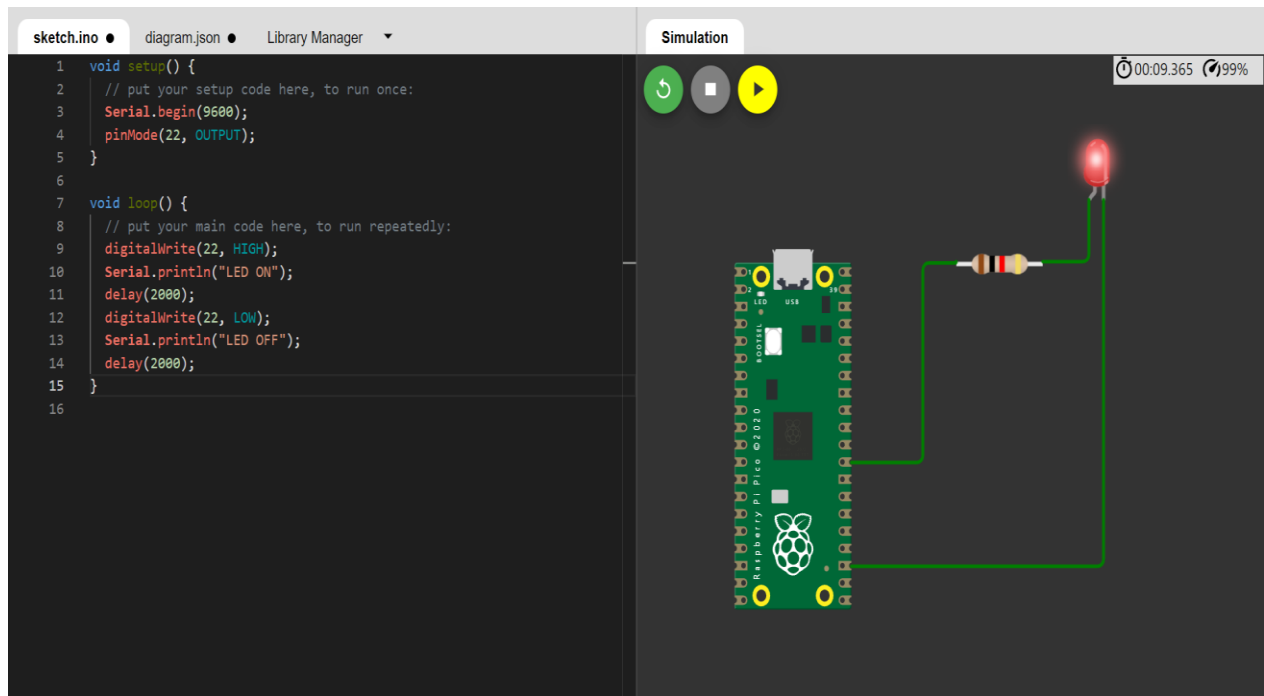 sketch.ino ● diagram.json ● Library Manager
1 void setup() {
2 // put your setup code here, to run once:
3 Serial.begin(9600);
4 pinMode(22, OUTPUT);
5 }
6
7 void loop() {
8 // put your main code here, to run repeatedly:
9 digitalWrite(22, HIGH);
10 Serial.println("LED ON");
11 delay(2000);
12 digitalWrite(22, LOW);
13 Serial.println("LED OFF");
14 delay(2000);
15 }
16
Simulation
00:09.365 99%
1
2
39
LED USB
BOOTSEL
Raspberry Pi Pico ©2020